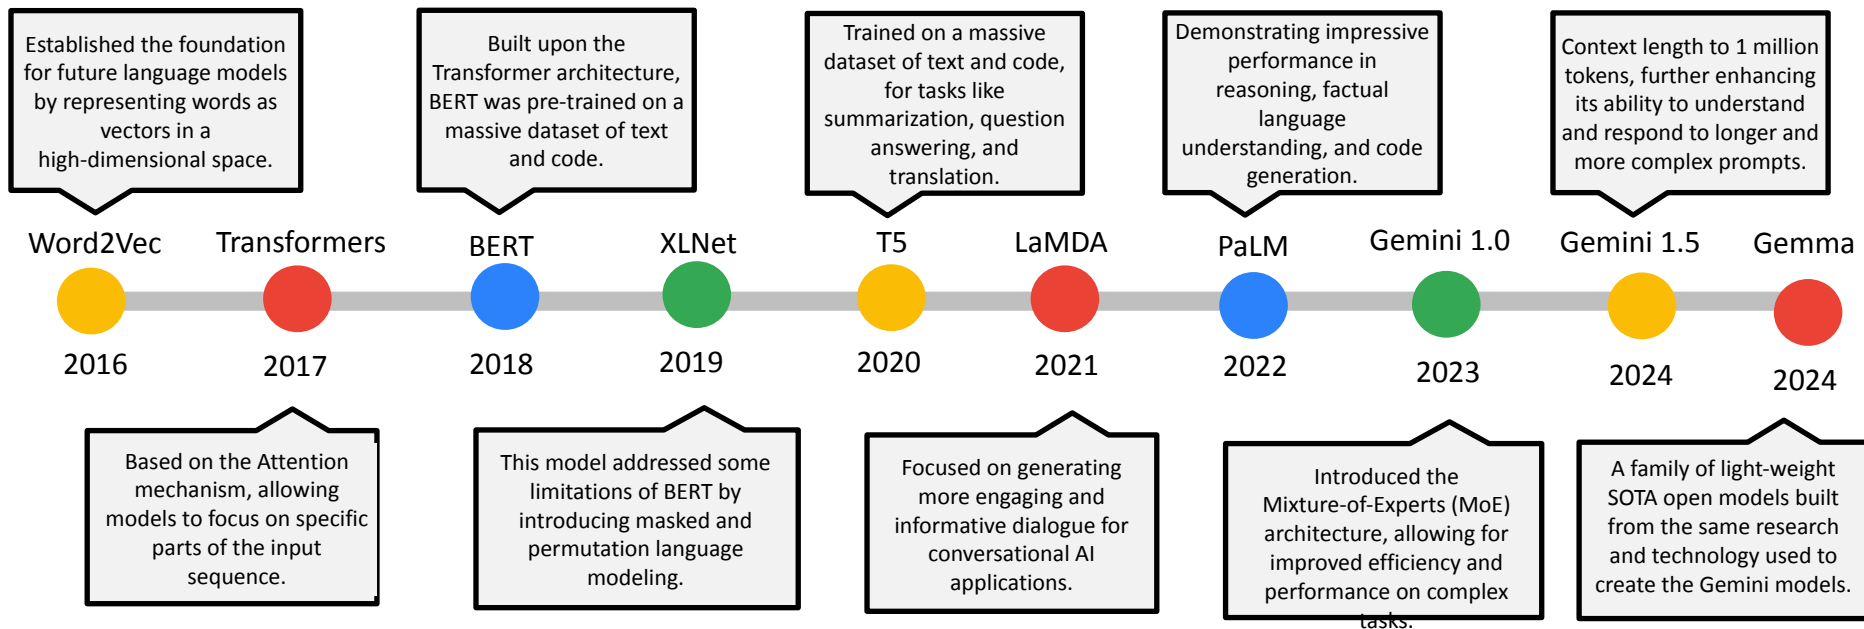 Established the foundation
for future language models
by representing words as
vectors in a
high-dimensional space.
Built upon the
Transformer architecture,
BERT was pre-trained on a
massive dataset of text
and code.
Trained on a massive
dataset of text and code,
for tasks like
summarization, question
answering, and
translation.
Demonstrating impressive
performance in
reasoning, factual
language
understanding, and code
generation.
Context length to 1 million
tokens, further enhancing
its ability to understand
and respond to longer and
more complex prompts.
Word2Vec
Transformers
BERT
XLNet
T5
LaMDA
PaLM
Gemini 1.0
Gemini 1.5
Gemma
2016
2017
2018
2019
2020
2021
2022
2023
2024
2024
Based on the Attention
mechanism, allowing
models to focus on specific
parts of the input
sequence.
This model addressed some
limitations of BERT by
introducing masked and
permutation language
modeling.
Focused on generating
more engaging and
informative dialogue for
conversational AI
applications.
Introduced the
Mixture-of-Experts (MoE)
architecture, allowing for
improved efficiency and
performance on complex
tasks.
A family of light-weight
SOTA open models built
from the same research
and technology used to
create the Gemini models.